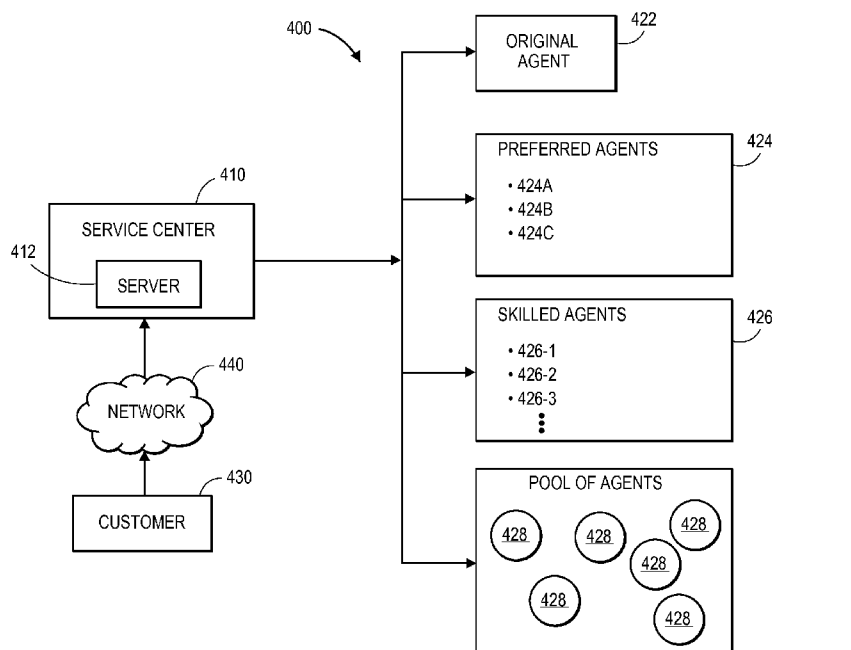 400
ORIGINAL
AGENT
422
PREFERRED AGENTS
424
• 424A
• 424B
• 424C
410
SERVICE CENTER
412
SERVER
SKILLED AGENTS
426
• 426-1
• 426-2
• 426-3
440
NETWORK
430
CUSTOMER
POOL OF AGENTS
428
428
428
428
428
428